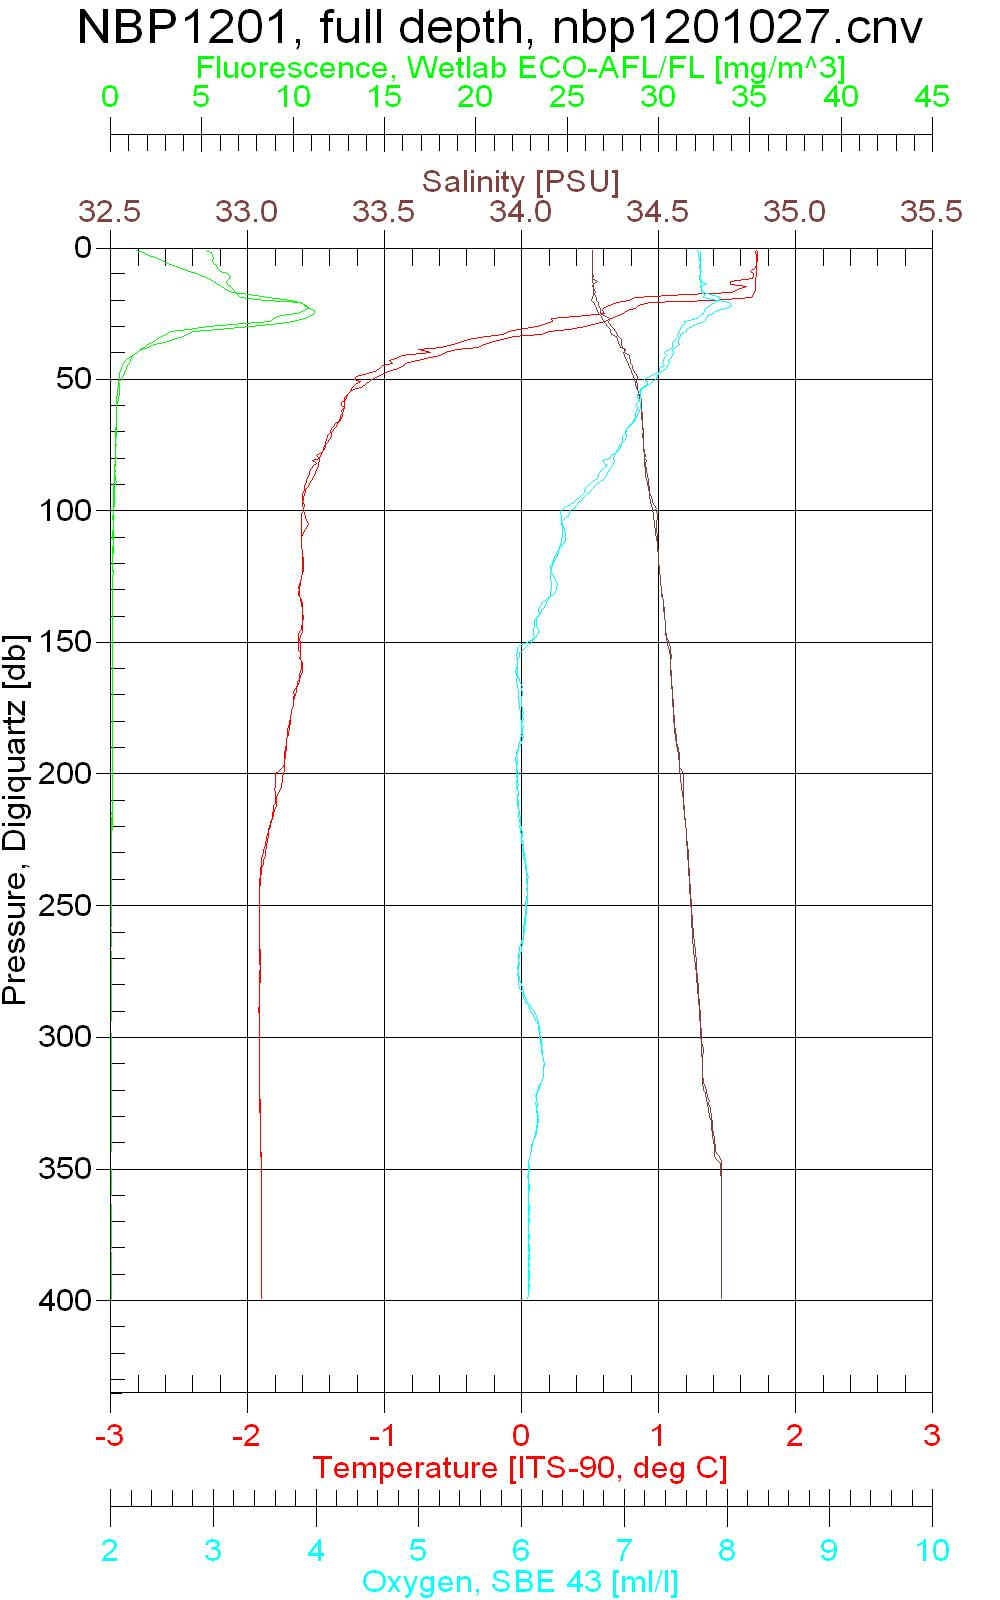 NBP1201, full depth, nbp1201027.cnv
Fluorescence, Wetlab ECO-AFL/FL [mg/m^3]
0 5 10 15 20 25 30 35 40 45
Salinity [PSU]
32.5 33.0 33.5 34.0 34.5 35.0 35.5
0
50
100
150
200
250
300
350
400
Pressure, Digiquartz [db]
-3 -2 -1 0 1 2 3
Temperature [ITS-90, deg C]
2 3 4 5 6 7 8 9 10
Oxygen, SBE 43 [ml/l]